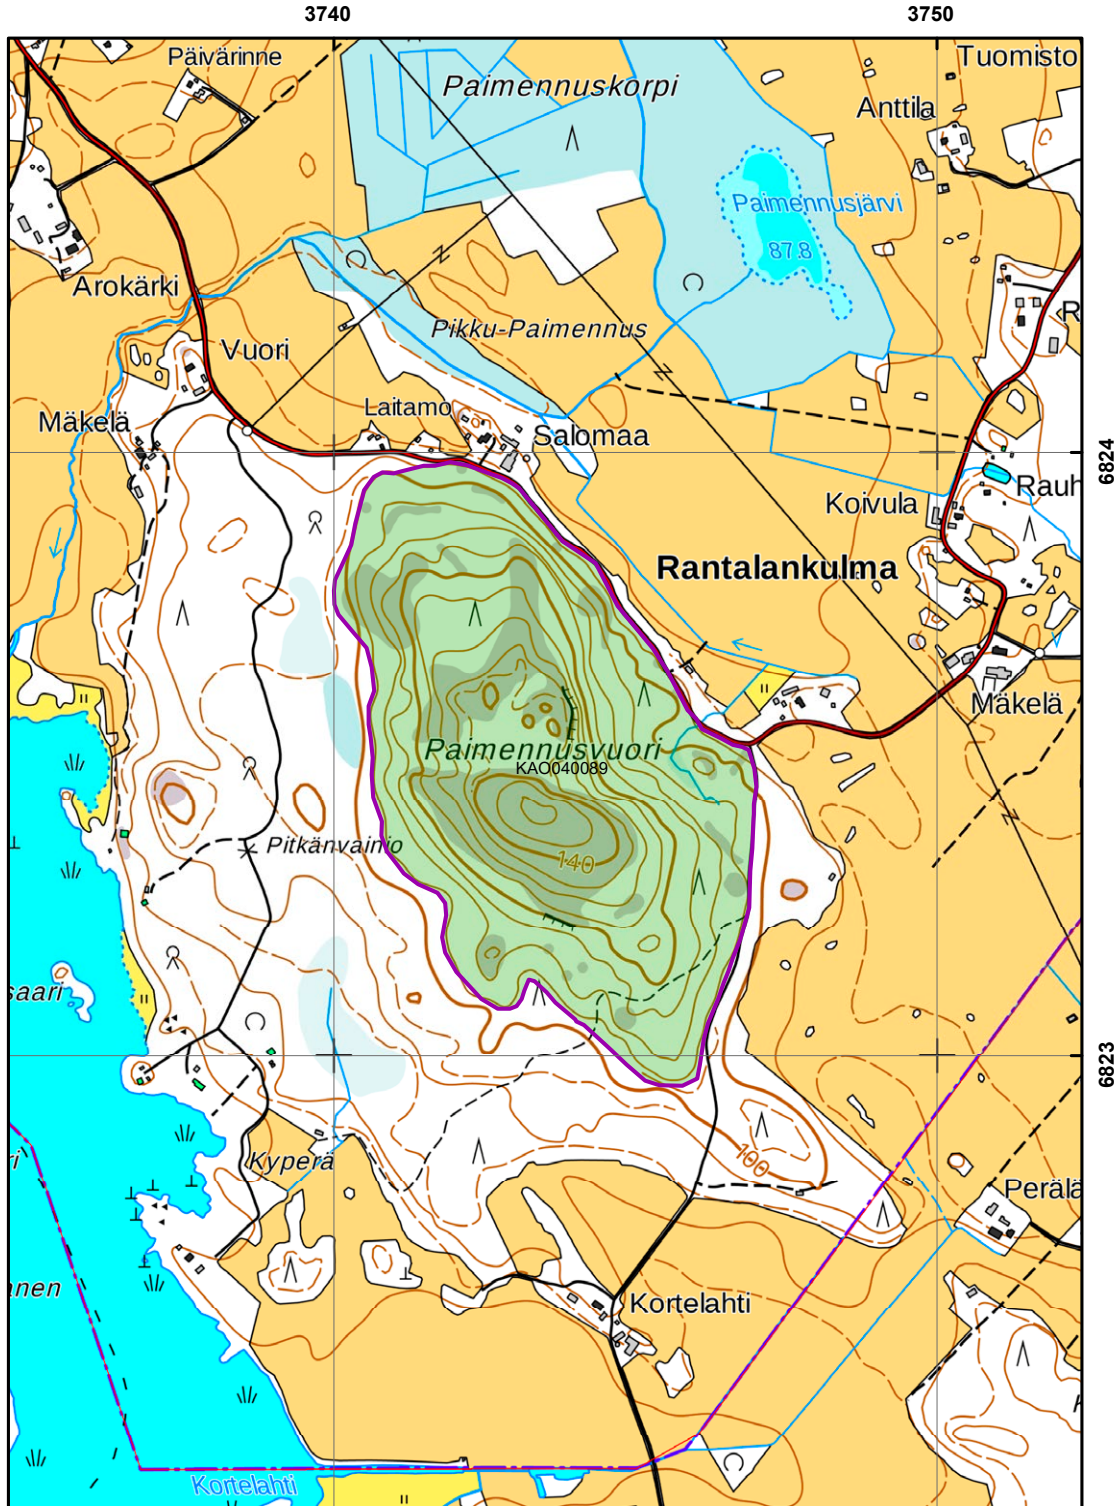 3740
3750
Päivärinne
Paimennuskorpi
Tuomisto
Anttila
Paimennusjärvi
87.8
Arokärki
R
Pikku-Paimennus
Vuori
Laitamo
Mäkelä
Salomaa
6824
Rauh
Koivula
Rantalankulma
Mäkelä
Paimennusvuori
KAO040089
Pitkänvainio
140
saari
6823
100
Kyperä
Perälä
anen
Kortelahti
Kortelahti